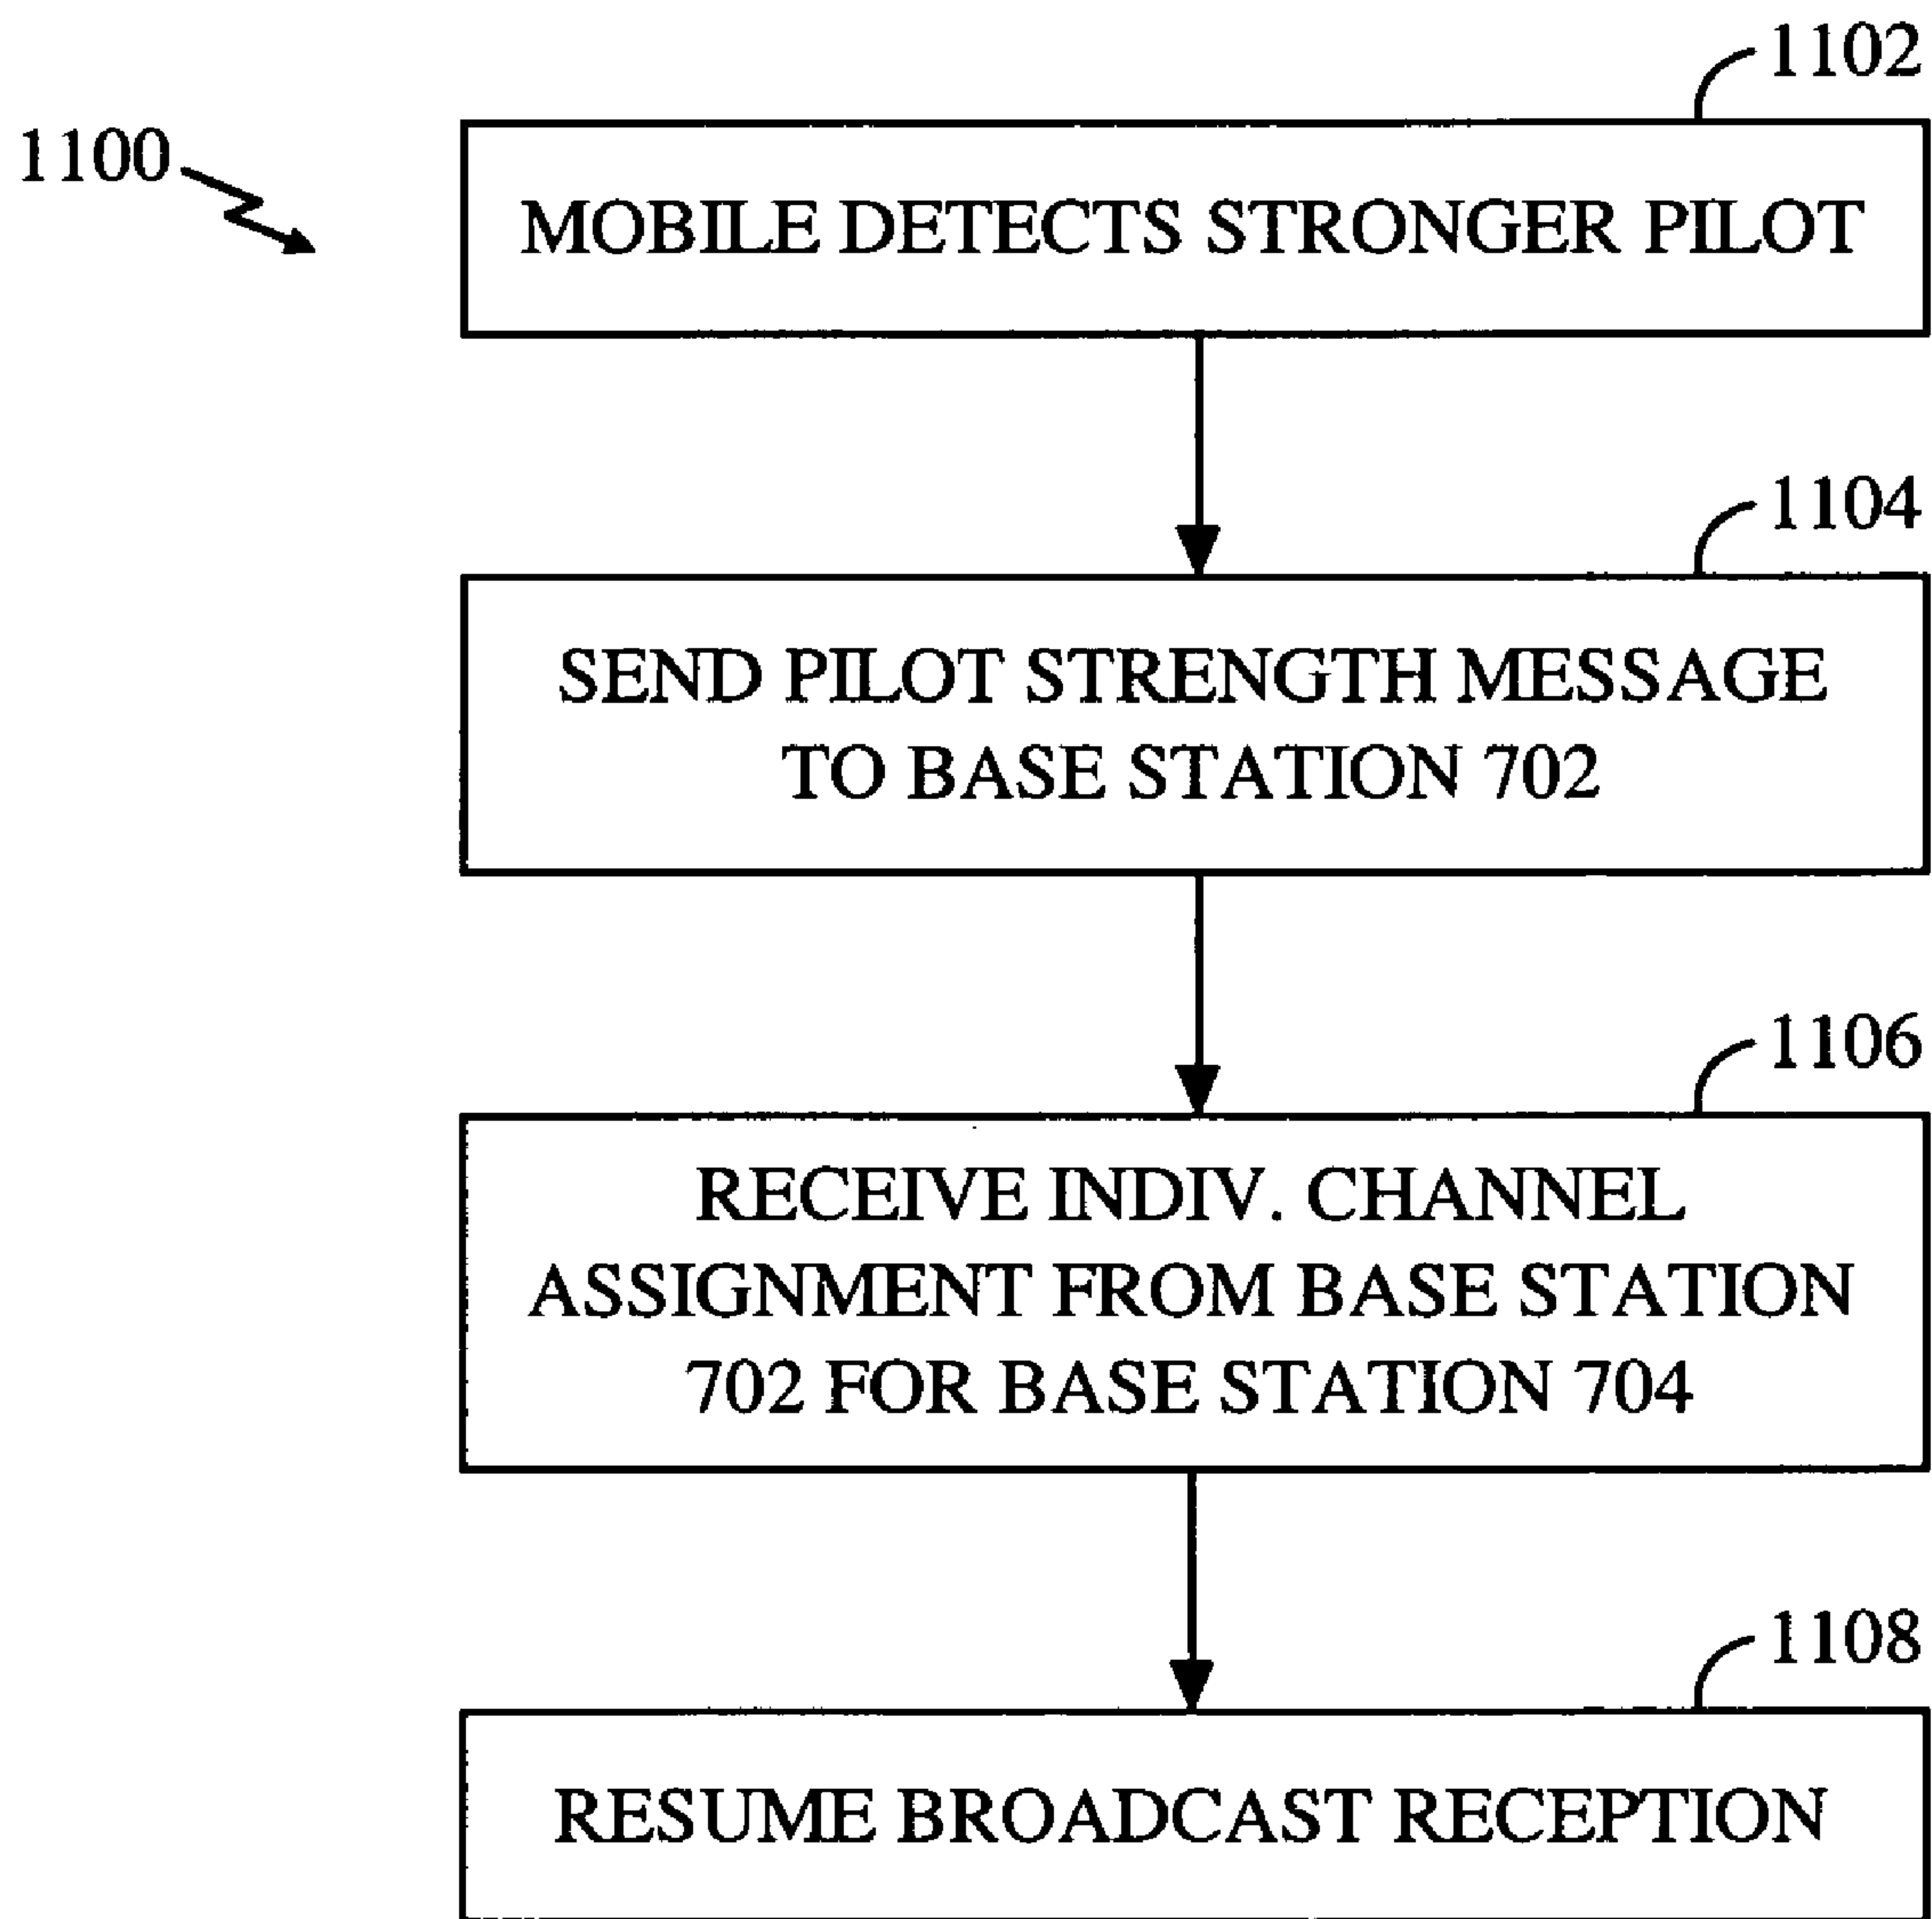 1102
1100
MOBILE DETECTS STRONGER PILOT
1104
SEND PILOT STRENGTH MESSAGE
TO BASE STATION 702
1106
RECEIVE INDIV. CHANNEL
ASSIGNMENT FROM BASE STATION
702 FOR BASE STATION 704
1108
RESUME BROADCAST RECEPTION